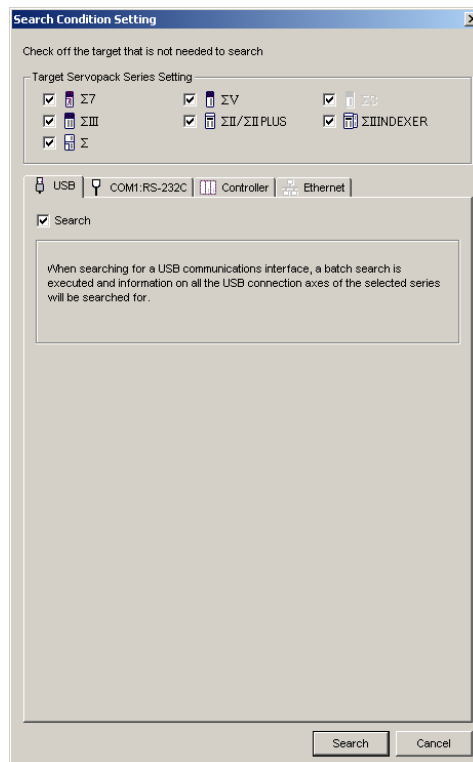 Search Condition Setting
Check off the target that is not needed to search
Target Servopack Series Setting
Σ7 ΣV
ΣIII ΣII/ΣIIPLUS ΣIIINDEXER
Σ
USB COM1:RS-232C Controller Ethernet
Search
When searching for a USB communications interface, a batch search is
executed and information on all the USB connection axes of the selected series
will be searched for.
Search Cancel